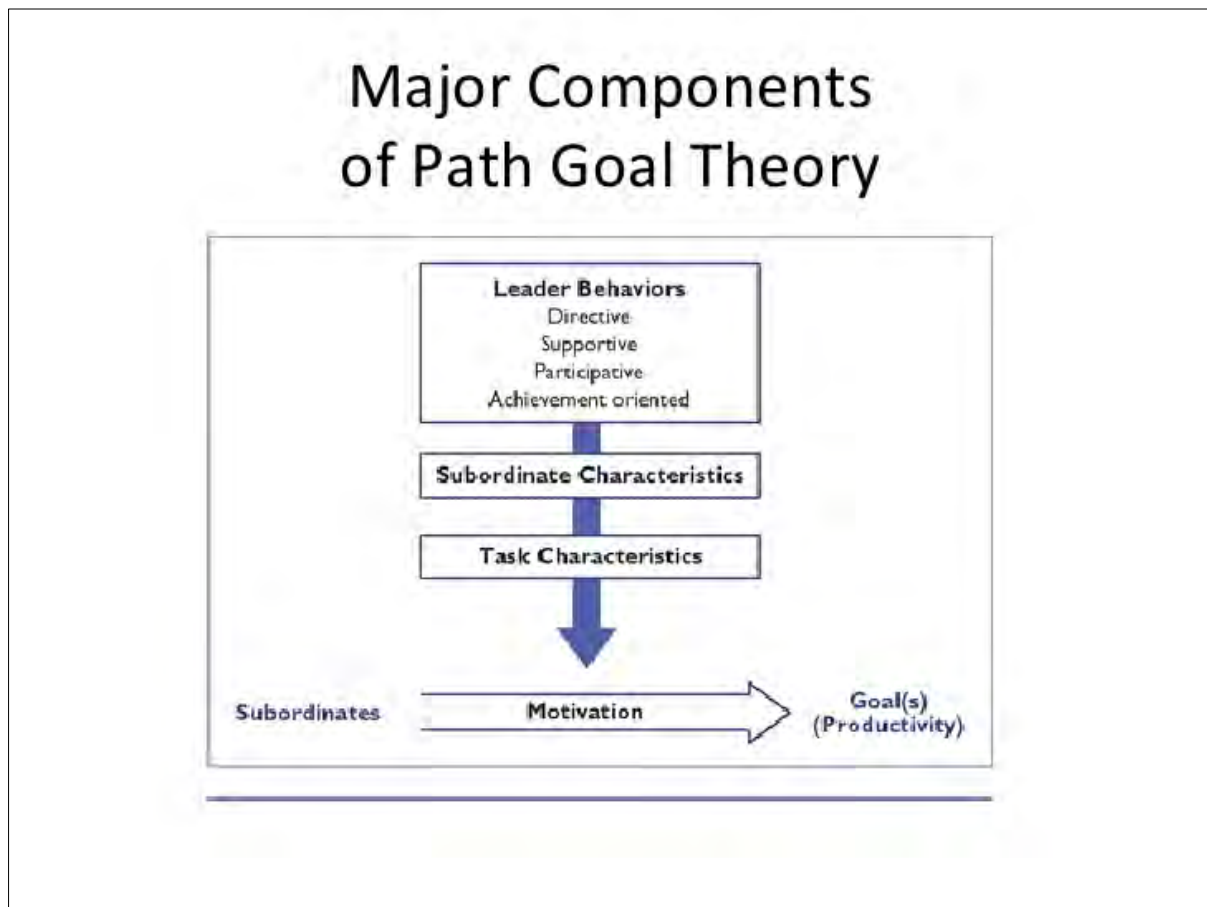 Major Components
of Path Goal Theory
Leader Behaviors
Directive
Supportive
Participative
Achievement oriented
Subordinate Characteristics
Task Characteristics
Subordinates
Motivation
Goal(s)
(Productivity)